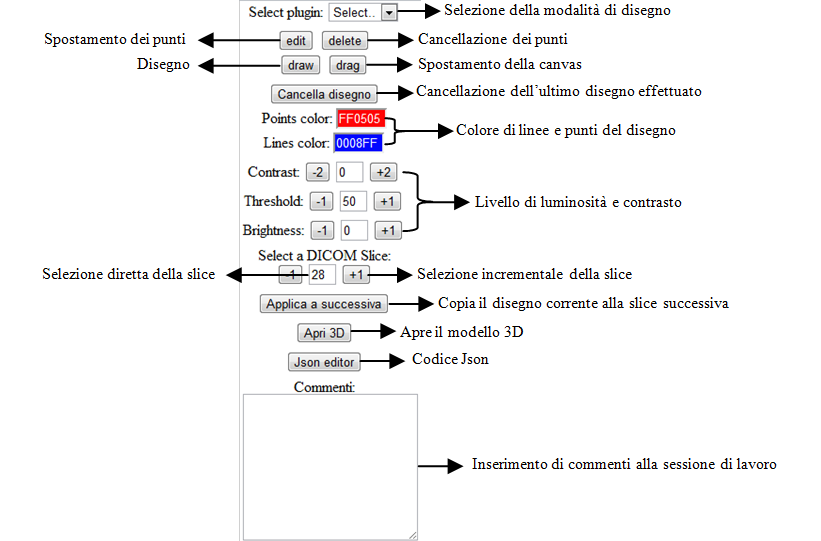 Select plugin: Select.. Selezione della modalità di disegno
Spostamento dei punti edit delete Cancellazione dei punti
Disegno draw drag Spostamento della canvas
Cancella disegno Cancellazione dell'ultimo disegno effettuato
Points color: FF0505
Lines color: 0008FF
Colore di linee e punti del disegno
Contrast: -2 0 +2
Threshold: -1 50 +1
Livello di luminosità e contrasto
Brightness: -1 0 +1
Select a DICOM Slice:
Selezione diretta della slice -1 28 +1 Selezione incrementale della slice
Applica a successiva Copia il disegno corrente alla slice successiva
Apri 3D Apre il modello 3D
Json editor Codice Json
Commenti:
Inserimento di commenti alla sessione di lavoro